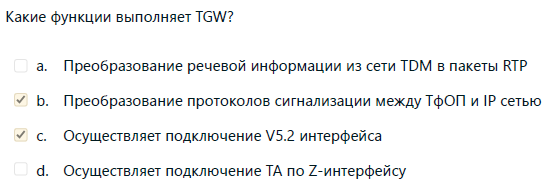 Какие функции выполняет TGW?
a. Преобразование речевой информации из сети TDM в пакеты RTP
b. Преобразование протоколов сигнализации между ТфОП и IP сетью
c. Осуществляет подключение V5.2 интерфейса
d. Осуществляет подключение ТА по Z-интерфейсу